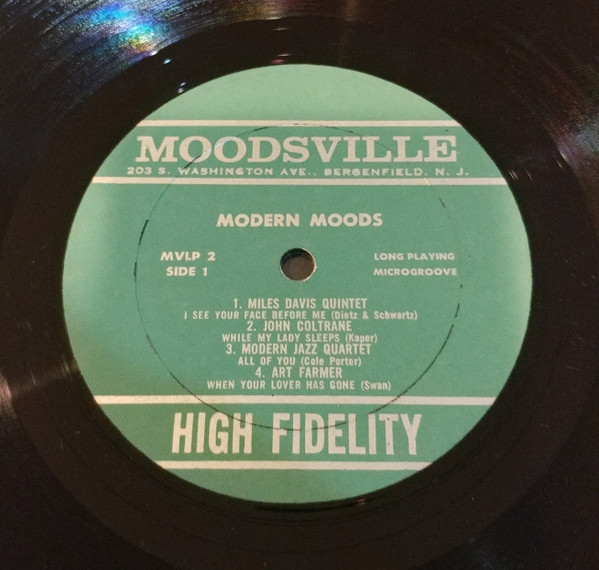 MOODSVILLE
203 S. WASHINGTON AVE., BERGENFIELD, N. J.
MODERN MOODS
MVLP 2
SIDE 1
LONG PLAYING
MICROGROOVE
1. MILES DAVIS QUINTET
I SEE YOUR FACE BEFORE ME (Dietz & Schwartz)
2. JOHN COLTRANE
WHILE MY LADY SLEEPS (Kaper)
3. MODERN JAZZ QUARTET
ALL OF YOU (Cole Porter)
4. ART FARMER
WHEN YOUR LOVER HAS GONE (Swan)
HIGH FIDELITY